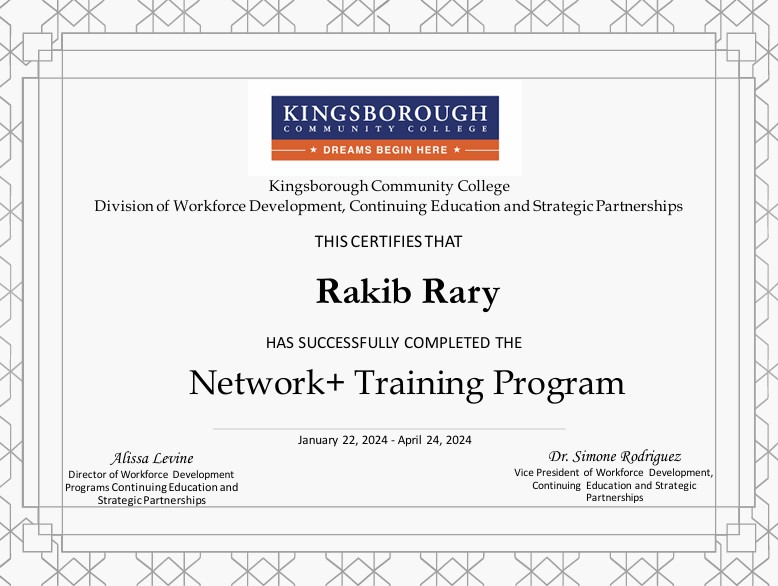 KINGSBOROUGH
COMMUNITY COLLEGE
★ DREAMS BEGIN HERE ★
Kingsborough Community College
Division of Workforce Development, Continuing Education and Strategic Partnerships
THIS CERTIFIES THAT
Rakib Rary
HAS SUCCESSFULLY COMPLETED THE
Network+ Training Program
January 22, 2024 - April 24, 2024
Alissa Levine
Director of Workforce Development
Programs Continuing Education and
Strategic Partnerships
Dr. Simone Rodriguez
Vice President of Workforce Development,
Continuing Education and Strategic
Partnerships